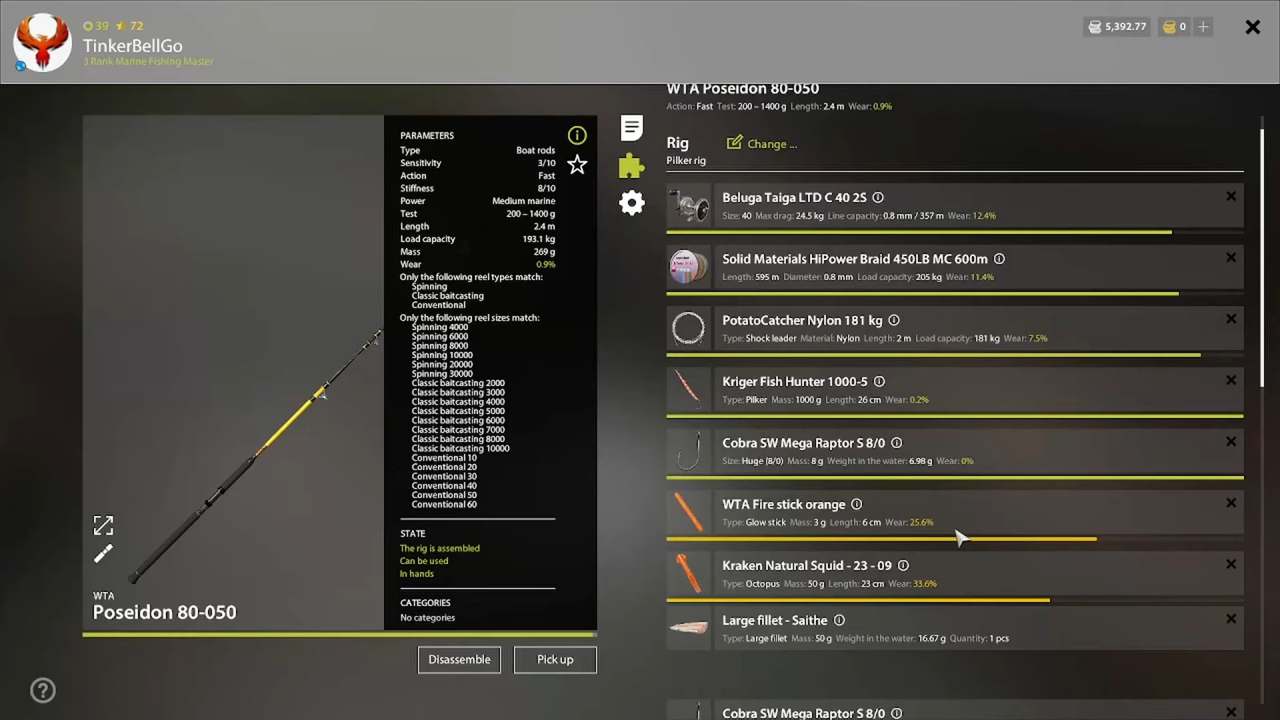 39 72
TinkerBellGo
3 Rank Marine Fishing Master
5,392.77
0
WTA Poseidon 80-050
Action: Fast Test: 200 – 1400 g Length: 2.4 m Wear: 0.9%
Rig
Change ...
Pilker rig
PARAMETERS
Type Boat rods
Sensitivity 3/10
Action Fast
Stiffness 8/10
Power Medium marine
Test 200 – 1400 g
Length 2.4 m
Load capacity 193.1 kg
Mass 269 g
Wear 0.9%
Only the following reel types match:
Spinning
Classic baitcasting
Conventional
Only the following reel sizes match:
Spinning 4000
Spinning 6000
Spinning 8000
Spinning 10000
Spinning 20000
Spinning 30000
Classic baitcasting 2000
Classic baitcasting 3000
Classic baitcasting 4000
Classic baitcasting 5000
Classic baitcasting 6000
Classic baitcasting 7000
Classic baitcasting 8000
Classic baitcasting 10000
Conventional 10
Conventional 20
Conventional 30
Conventional 40
Conventional 50
Conventional 60
STATE
The rig is assembled
Can be used
In hands
CATEGORIES
No categories
WTA
Poseidon 80-050
Disassemble
Pick up
Beluga Taiga LTD C 40 2S
Size: 40 Max drag: 24.5 kg Line capacity: 0.8 mm / 357 m Wear: 12.4%
Solid Materials HiPower Braid 450LB MC 600m
Length: 595 m Diameter: 0.8 mm Load capacity: 205 kg Wear: 11.4%
PotatoCatcher Nylon 181 kg
Type: Shock leader Material: Nylon Length: 2 m Load capacity: 181 kg Wear: 7.5%
Kriger Fish Hunter 1000-5
Type: Pilker Mass: 1000 g Length: 26 cm Wear: 0.2%
Cobra SW Mega Raptor S 8/0
Size: Huge (8/0) Mass: 8 g Weight in the water: 6.98 g Wear: 0%
WTA Fire stick orange
Type: Glow stick Mass: 3 g Length: 6 cm Wear: 25.6%
Kraken Natural Squid - 23 - 09
Type: Octopus Mass: 50 g Length: 23 cm Wear: 33.6%
Large fillet - Saithe
Type: Large fillet Mass: 50 g Weight in the water: 16.67 g Quantity: 1 pcs
Cobra SW Mega Raptor S 8/0